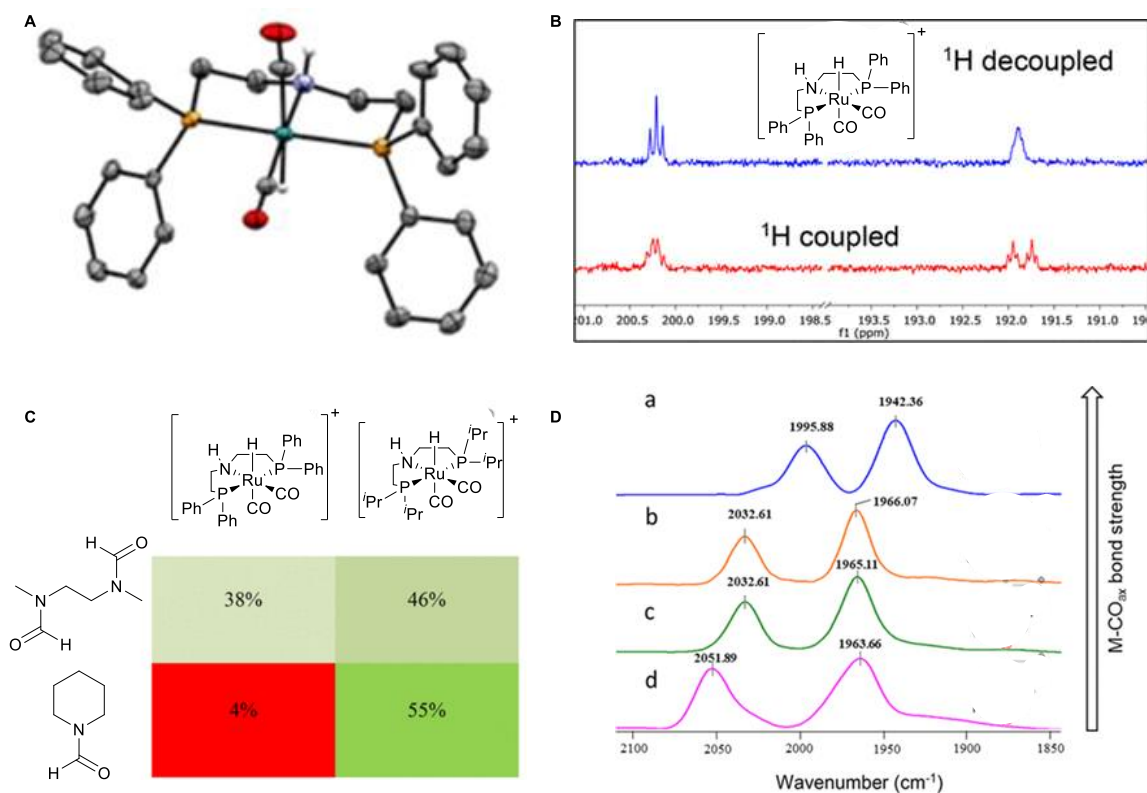 A
B
[ ]+
H
H
N
P
Ph
Ph
Ru
P
CO
CO
Ph
Ph
¹H decoupled
¹H coupled
201.0 200.5 199.5 199.0 198.5 193.5 193.0 192.5 191.5 191.0 190
f1 (ppm)
C
[ ]+ [ ]+
H
H
N
Ph
P
Ph
Ru
P
CO
CO
Ph
Ph
H
H
N
iPr
P
iPr
Ru
P
CO
CO
iPr
iPr
H
O
N
N
O
H
38% 46%
N
H
O
4% 55%
D
a
1995.88
1942.36
b
2032.61
1966.07
c
2032.61
1965.11
d
2051.89
1963.66
2100 2050 2000 1950 1900 1850
Wavenumber (cm-1)
M-COax bond strength